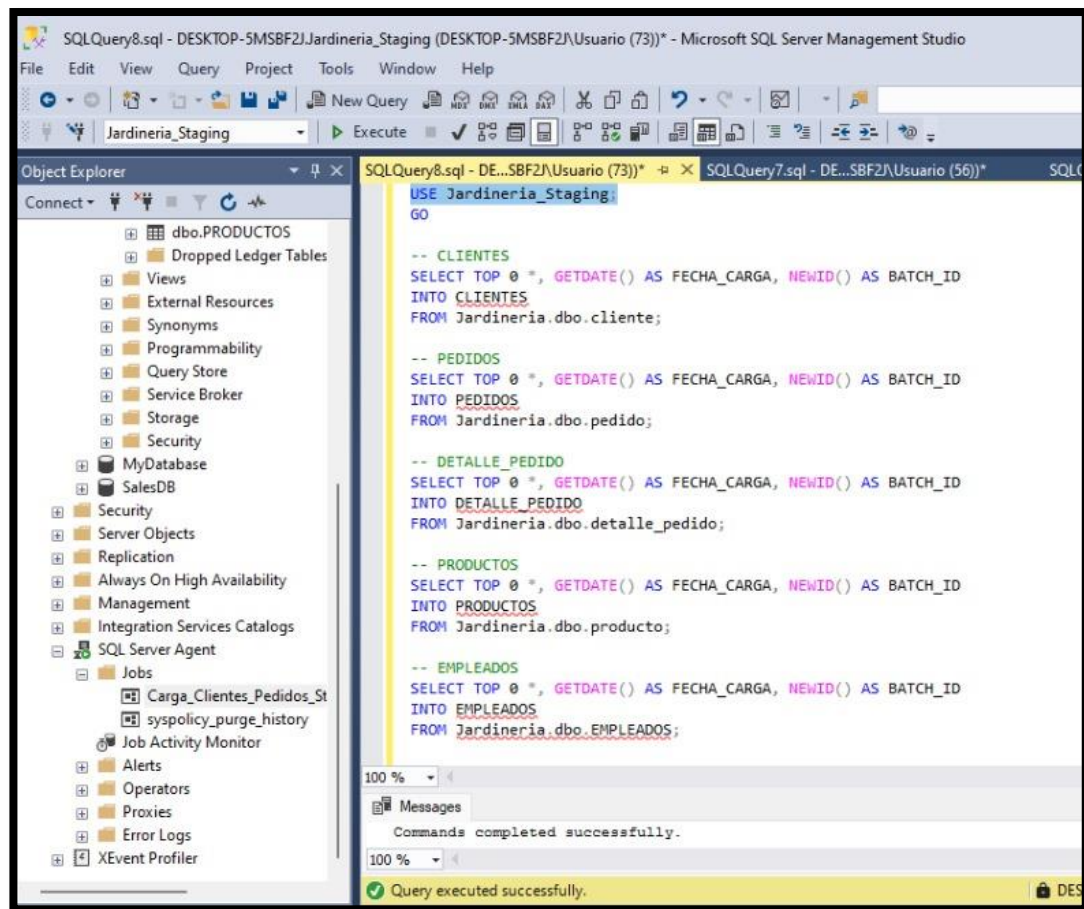 SQLQuery8.sql - DESKTOP-5MSBF2J.Jardineria_Staging (DESKTOP-5MSBF2J\Usuario (73))* - Microsoft SQL Server Management Studio
File Edit View Query Project Tools Window Help
New Query MDX DMX XMLA DAX
Jardineria_Staging Execute
Object Explorer
Connect
dbo.PRODUCTOS
Dropped Ledger Tables
Views
External Resources
Synonyms
Programmability
Query Store
Service Broker
Storage
Security
MyDatabase
SalesDB
Security
Server Objects
Replication
Always On High Availability
Management
Integration Services Catalogs
SQL Server Agent
Jobs
Carga_Clientes_Pedidos_St
syspolicy_purge_history
Job Activity Monitor
Alerts
Operators
Proxies
Error Logs
XEvent Profiler
SQLQuery8.sql - DE...SBF2J\Usuario (73))* SQLQuery7.sql - DE...SBF2J\Usuario (56))*
USE Jardineria_Staging;
GO
-- CLIENTES
SELECT TOP 0 *, GETDATE() AS FECHA_CARGA, NEWID() AS BATCH_ID
INTO CLIENTES
FROM Jardineria.dbo.cliente;
-- PEDIDOS
SELECT TOP 0 *, GETDATE() AS FECHA_CARGA, NEWID() AS BATCH_ID
INTO PEDIDOS
FROM Jardineria.dbo.pedido;
-- DETALLE_PEDIDO
SELECT TOP 0 *, GETDATE() AS FECHA_CARGA, NEWID() AS BATCH_ID
INTO DETALLE_PEDIDO
FROM Jardineria.dbo.detalle_pedido;
-- PRODUCTOS
SELECT TOP 0 *, GETDATE() AS FECHA_CARGA, NEWID() AS BATCH_ID
INTO PRODUCTOS
FROM Jardineria.dbo.producto;
-- EMPLEADOS
SELECT TOP 0 *, GETDATE() AS FECHA_CARGA, NEWID() AS BATCH_ID
INTO EMPLEADOS
FROM Jardineria.dbo.EMPLEADOS;
100 %
Messages
Commands completed successfully.
100 %
Query executed successfully. DES